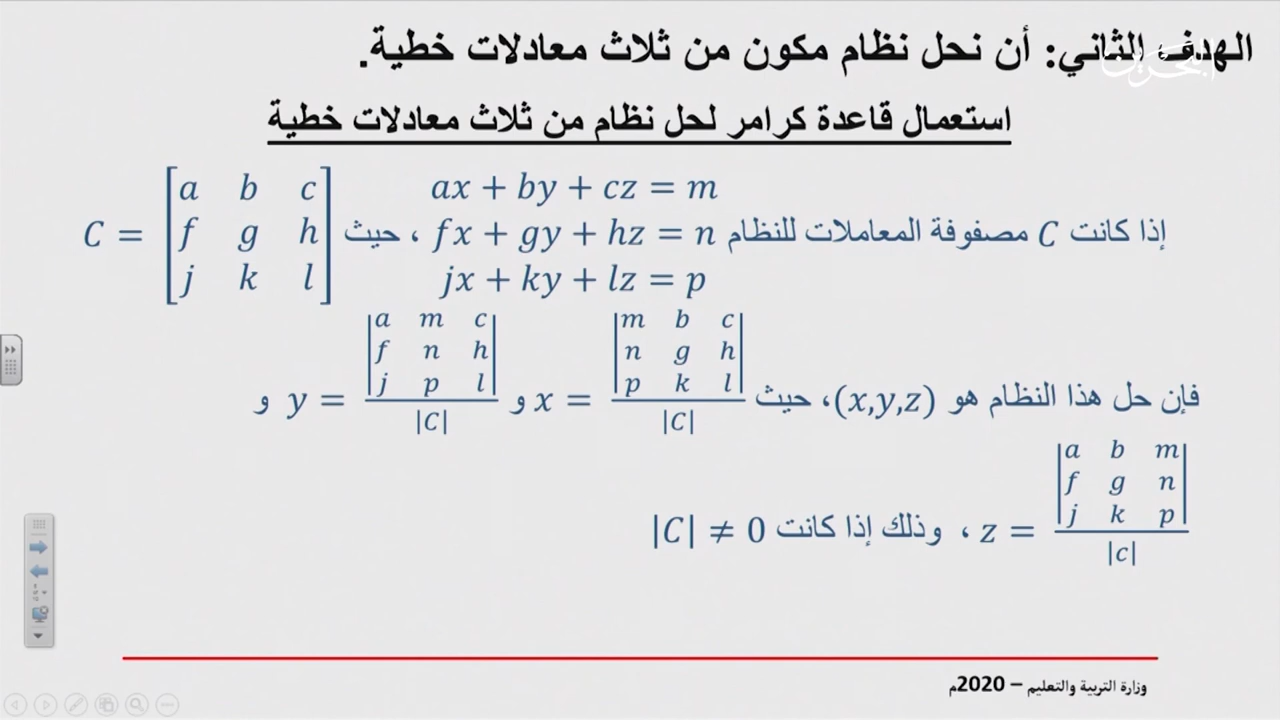 الهدف الثاني: أن نحل نظام مكون من ثلاث معادلات خطية.
البحرين
استعمال قاعدة كرامر لحل نظام من ثلاث معادلات خطية
ax + by + cz = m
إذا كانت C مصفوفة المعاملات للنظام fx + gy + hz = n ، حيث C =
jx + ky + lz = p
a b c
f g h
j k l
فإن حل هذا النظام هو (x,y,z)، حيث x =
|m b c|
|n g h|
|p k l|
|C|
و y =
|a m c|
|f n h|
|j p l|
|C|
و
z =
|a b m|
|f g n|
|j k p|
|c|
، وذلك إذا كانت |C| ≠ 0
وزارة التربية والتعليم – 2020م